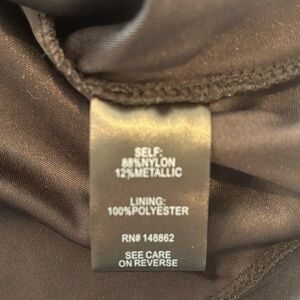 SELF:
88%NYLON
12%METALLIC
LINING:
100%POLYESTER
RN# 148862
SEE CARE
ON REVERSE